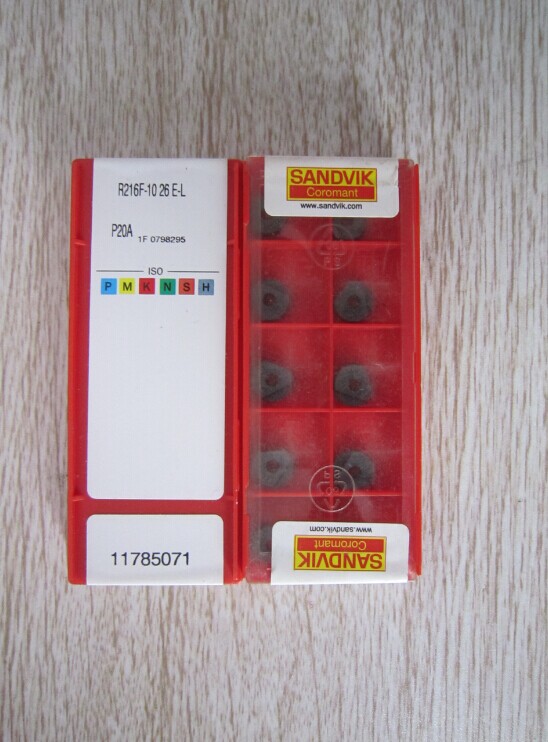 R216F-10 26 E-L
P20A 1F 0798295
ISO
P M K N S H
11785071
SANDVIK
Coromant
www.sandvik.com
www.sandvik.com
Coromant
SANDVIK